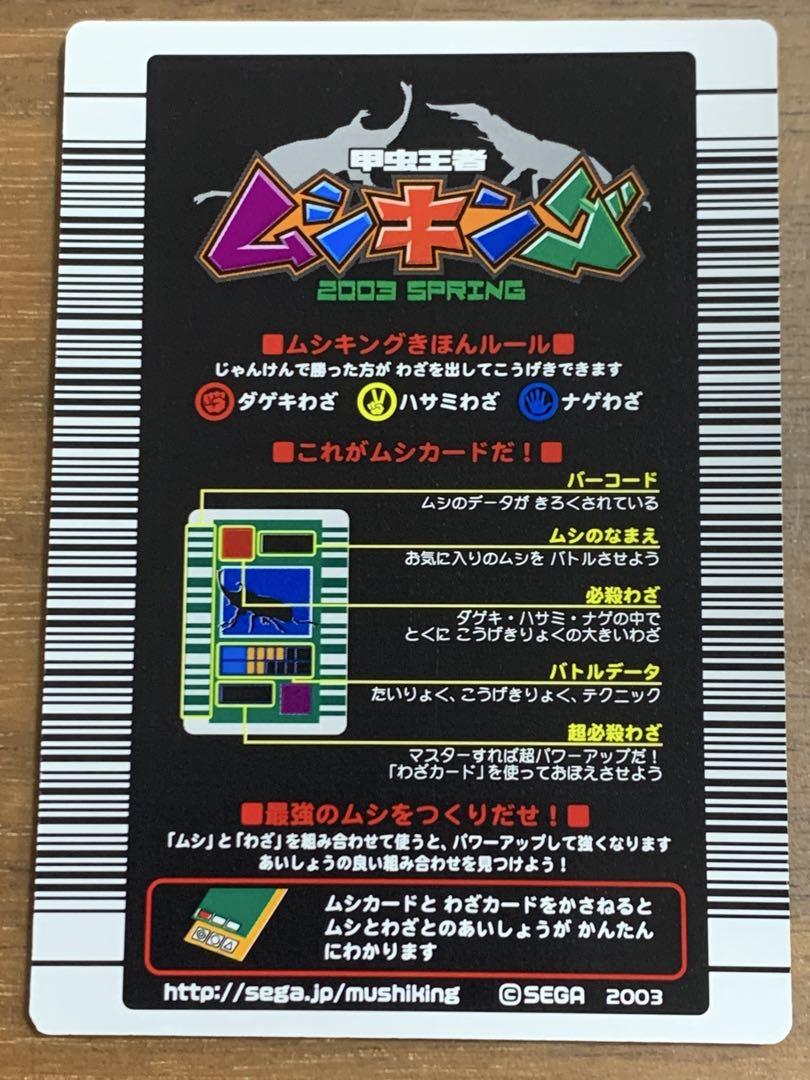 甲虫王者
ムシキング
2003 SPRING
■ムシキングきほんルール■
じゃんけんで勝った方が わざを出してこうげきできます
ダゲキわざ ハサミわざ ナゲわざ
■これがムシカードだ！■
バーコード
ムシのデータが きろくされている
ムシのなまえ
お気に入りのムシを バトルさせよう
必殺わざ
ダゲキ・ハサミ・ナゲの中で
とくに こうげきりょくの大きいわざ
バトルデータ
たいりょく、こうげきりょく、テクニック
超必殺わざ
マスターすれば超パワーアップだ！
「わざカード」を使っておぼえさせよう
■最強のムシをつくりだせ！■
「ムシ」と「わざ」を組み合わせて使うと、パワーアップして強くなります
あいしょうの良い組み合わせを見つけよう！
ムシカードと わざカードをかさねると
ムシとわざとのあいしょうが かんたん
にわかります
http://sega.jp/mushiking ©SEGA 2003